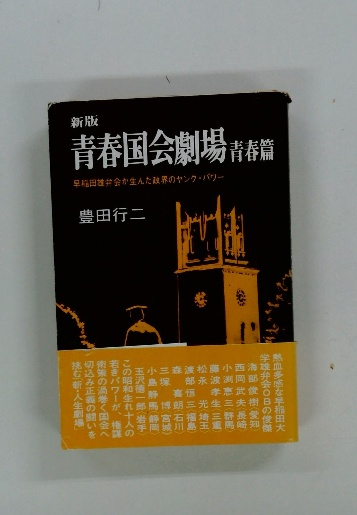 新版
青春国会劇場 青春篇
早稲田雄弁会が生んだ政界のヤング・パワー
豊田行二
熱血多感な早稲田大
学雄弁会OBの俊傑
海部俊樹(愛知)
西岡武夫(長崎)
小渕恵三(群馬)
藤波孝生(三重)
松永 光(埼玉)
渡部恒三(福島)
森 喜朗(石川)
三塚 博(宮城)
小島静馬(静岡)
玉沢徳一郎(岩手)
この昭和生れ十人の
若きパワーが、権謀
術策の渦巻く国会へ
切込み正義の闘いを
挑む新・人生劇場!